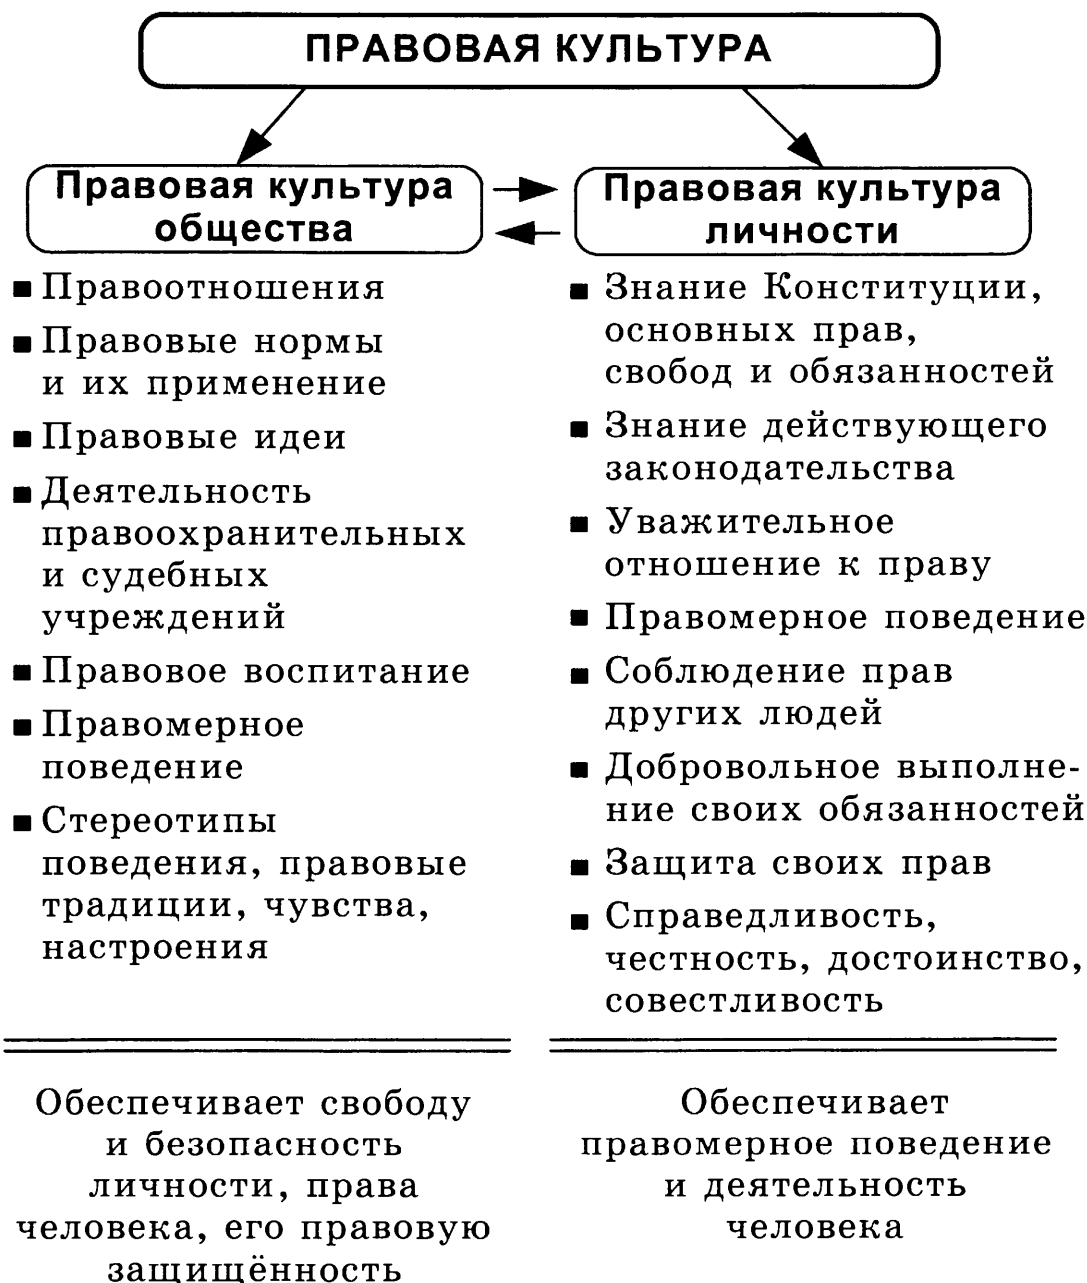 ПРАВОВАЯ КУЛЬТУРА
Правовая культура
общества
■ Правоотношения
■ Правовые нормы
и их применение
■ Правовые идеи
■ Деятельность
правоохранительных
и судебных
учреждений
■ Правовое воспитание
■ Правомерное
поведение
■ Стереотипы
поведения, правовые
традиции, чувства,
настроения
Обеспечивает свободу
и безопасность
личности, права
человека, его правовую
защищённость
Правовая культура
личности
■ Знание Конституции,
основных прав,
свобод и обязанностей
■ Знание действующего
законодательства
■ Уважительное
отношение к праву
■ Правомерное поведение
■ Соблюдение прав
других людей
■ Добровольное выполне-
ние своих обязанностей
■ Защита своих прав
■ Справедливость,
честность, достоинство,
совестливость
Обеспечивает
правомерное поведение
и деятельность
человека